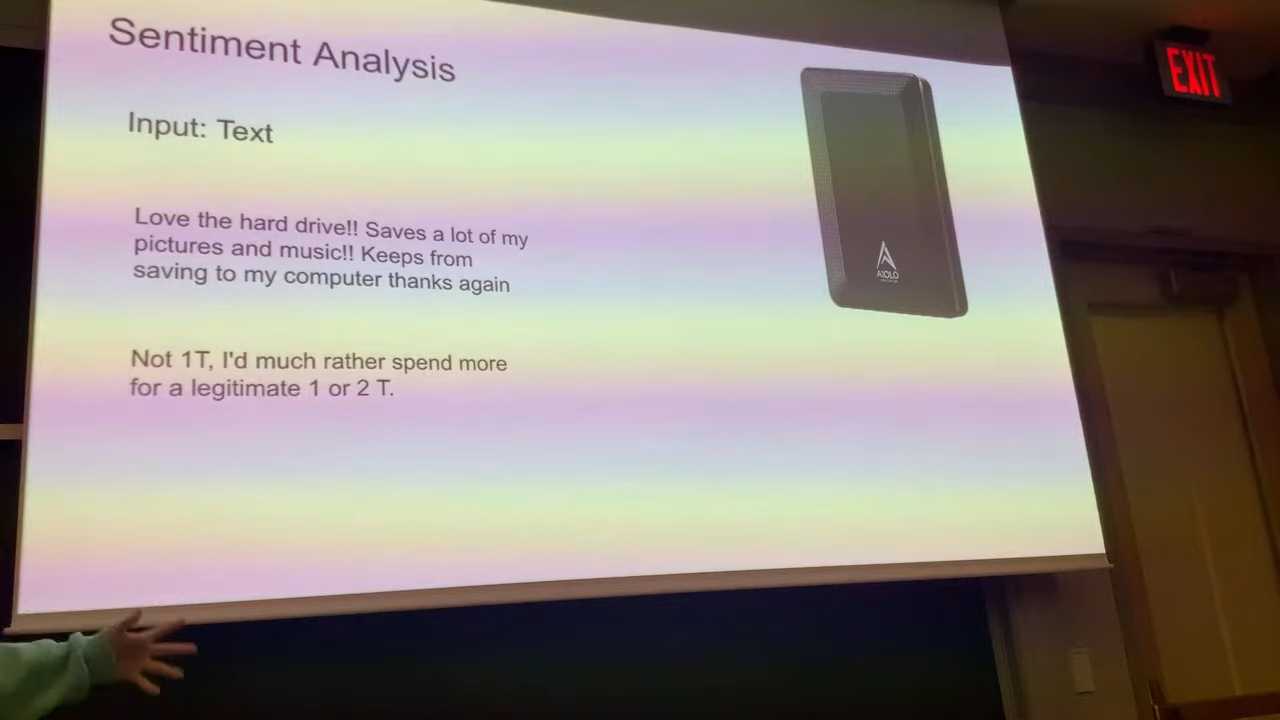 Sentiment Analysis
Input: Text
Love the hard drive!! Saves a lot of my
pictures and music!! Keeps from
saving to my computer thanks again
Not 1T, I'd much rather spend more
for a legitimate 1 or 2 T.
AIOLO
EXIT